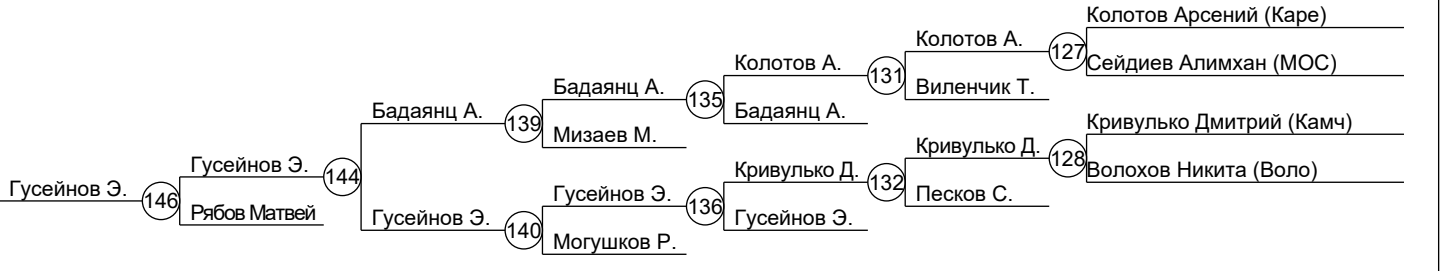 Колотов Арсений (Каре)
Колотов А.
127
Колотов А.
131
Сейдиев Алимхан (МОС)
Бадаянц А.
135
Виленчик Т.
Бадаянц А.
139
Бадаянц А.
Мизаев М.
Кривулько Дмитрий (Камч)
Кривулько Д.
128
Гусейнов Э.
144
Кривулько Д.
132
Волохов Никита (Воло)
Гусейнов Э.
146
Гусейнов Э.
136
Песков С.
Рябов Матвей
Гусейнов Э.
140
Гусейнов Э.
Могушков Р.